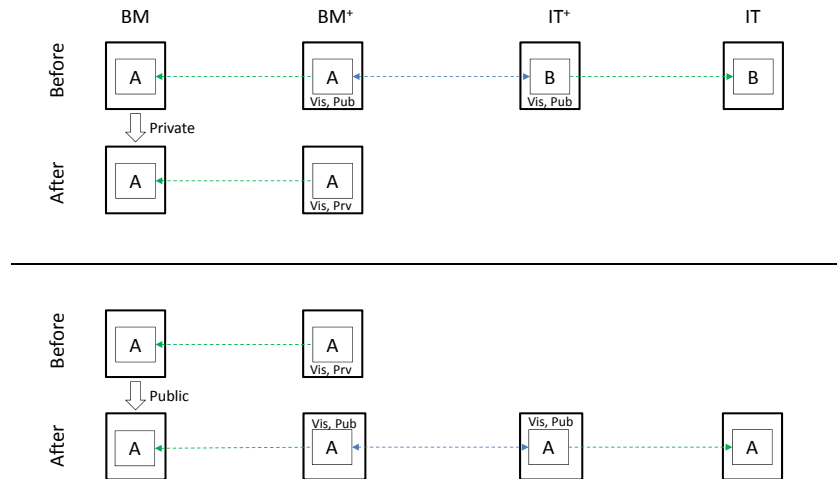 BM BM⁺ IT⁺ IT
Before
A A B B
Vis, Pub Vis, Pub
Private
After
A A
Vis, Prv
Before
A A
Vis, Prv
Public
After
Vis, Pub Vis, Pub
A A A A